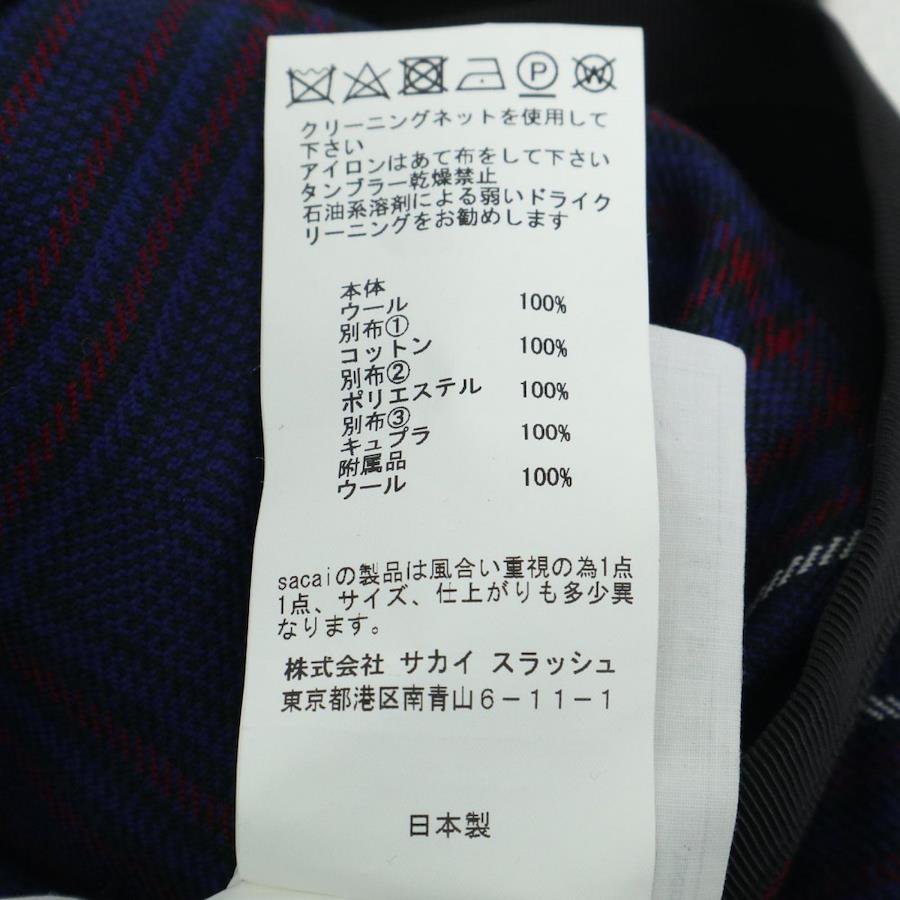 P W
クリーニングネットを使用して
下さい
アイロンはあて布をして下さい
タンブラー乾燥禁止
石油系溶剤による弱いドライク
リーニングをお勧めします
本体
ウール 100%
別布①
コットン 100%
別布②
ポリエステル 100%
別布③
キュプラ 100%
附属品
ウール 100%
sacaiの製品は風合い重視の為1点
1点、サイズ、仕上がりも多少異
なります。
株式会社 サカイ スラッシュ
東京都港区南青山6-11-1
日本製